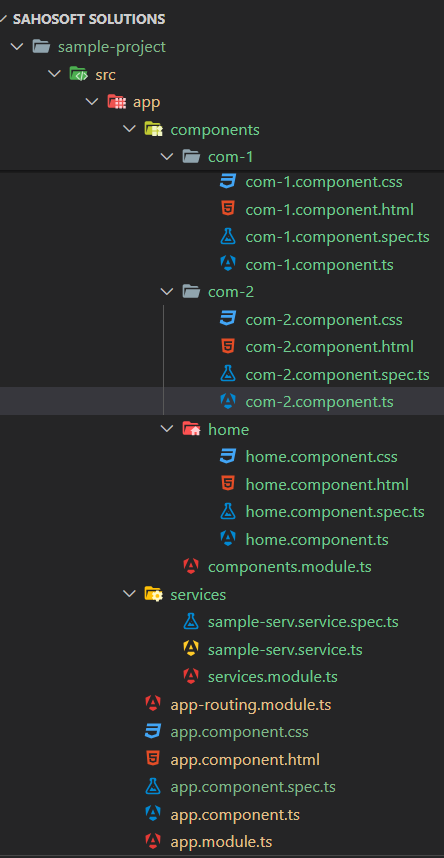 SAHOSOFT SOLUTIONS
sample-project
src
app
components
com-1
com-1.component.css
com-1.component.html
com-1.component.spec.ts
com-1.component.ts
com-2
com-2.component.css
com-2.component.html
com-2.component.spec.ts
com-2.component.ts
home
home.component.css
home.component.html
home.component.spec.ts
home.component.ts
components.module.ts
services
sample-serv.service.spec.ts
sample-serv.service.ts
services.module.ts
app-routing.module.ts
app.component.css
app.component.html
app.component.spec.ts
app.component.ts
app.module.ts